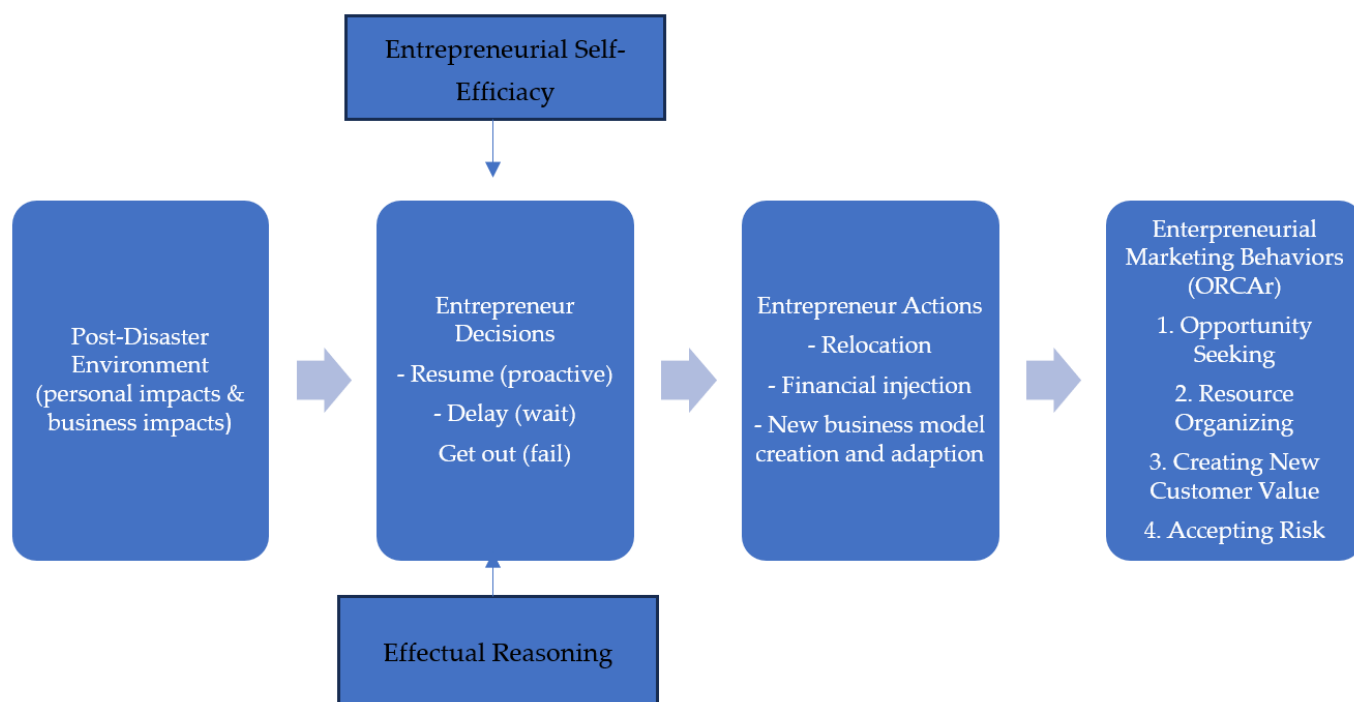 Entrepreneurial Self-
Efficiacy
Post-Disaster
Environment
(personal impacts &
business impacts)
Entrepreneur
Decisions
- Resume (proactive)
- Delay (wait)
Get out (fail)
Entrepreneur Actions
- Relocation
- Financial injection
- New business model
creation and adaption
Enterpreneurial
Marketing Behaviors
(ORCAr)
1. Opportunity
Seeking
2. Resource
Organizing
3. Creating New
Customer Value
4. Accepting Risk
Effectual Reasoning